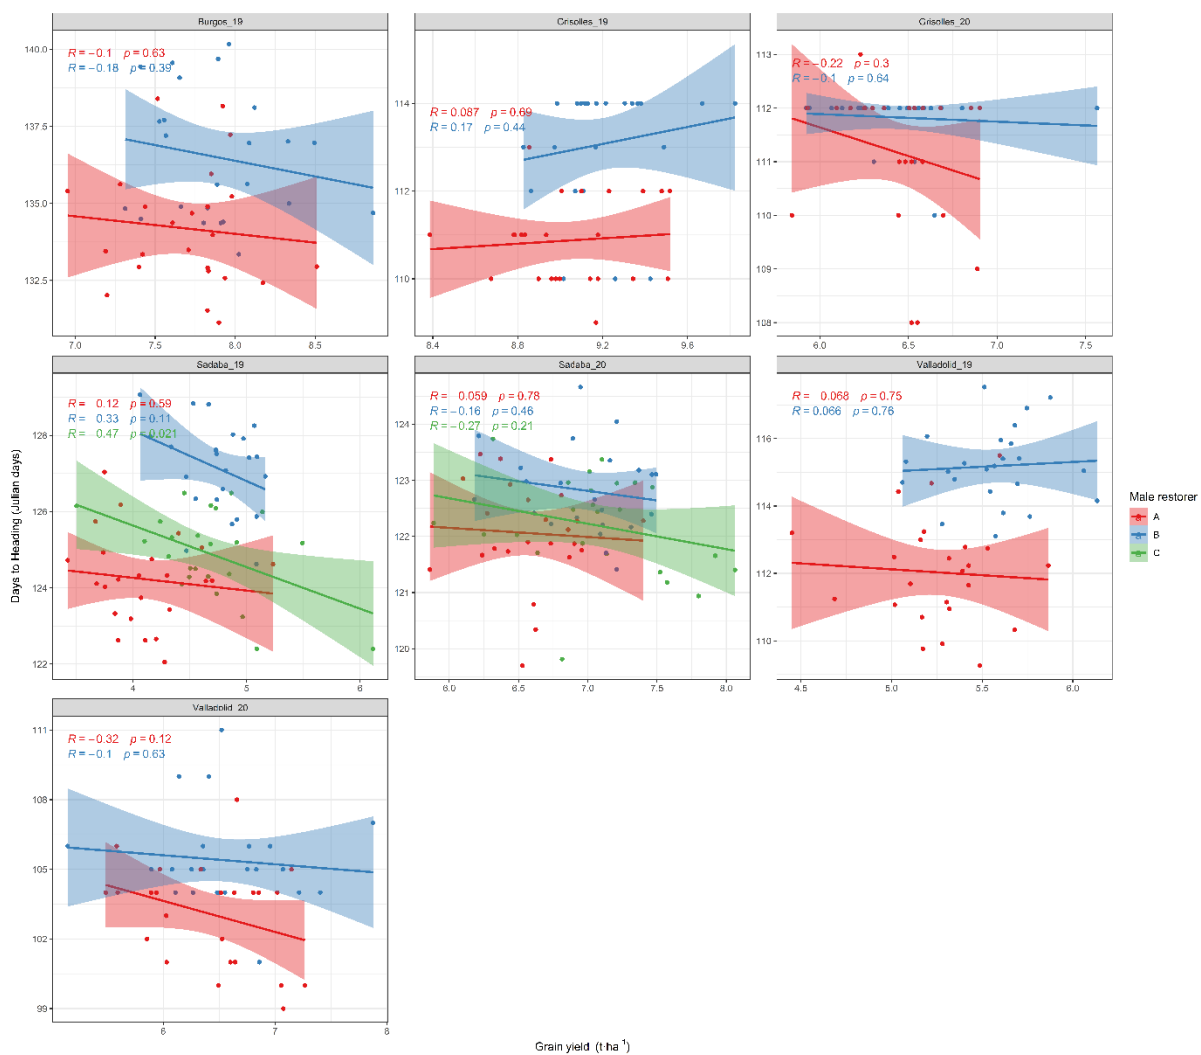 Burgos_19
R = −0.1 p = 0.63
R = −0.18 p = 0.39
140.0
137.5
135.0
132.5
7.0 7.5 8.0 8.5
Grisolles_19
R = 0.087 p = 0.69
R = 0.17 p = 0.44
114
112
110
8.4 8.8 9.2 9.6
Grisolles_20
R = −0.22 p = 0.3
R = −0.1 p = 0.64
113
112
111
110
109
108
6.0 6.5 7.0 7.5
Sadaba_19
R = 0.12 p = 0.59
R = 0.33 p = 0.11
R = 0.47 p = 0.021
128
126
124
122
4 5 6
Sadaba_20
R = 0.059 p = 0.78
R = −0.16 p = 0.46
R = −0.27 p = 0.21
124
123
122
121
120
6.0 6.5 7.0 7.5 8.0
Valladolid_19
R = 0.068 p = 0.75
R = 0.066 p = 0.76
116
114
112
110
4.5 5.0 5.5 6.0
Valladolid 20
R = −0.32 p = 0.12
R = −0.1 p = 0.63
111
108
105
102
99
6 7 8
Days to Heading (Julian days)
Grain yield (t·ha 1)
Male restorer
A
B
C